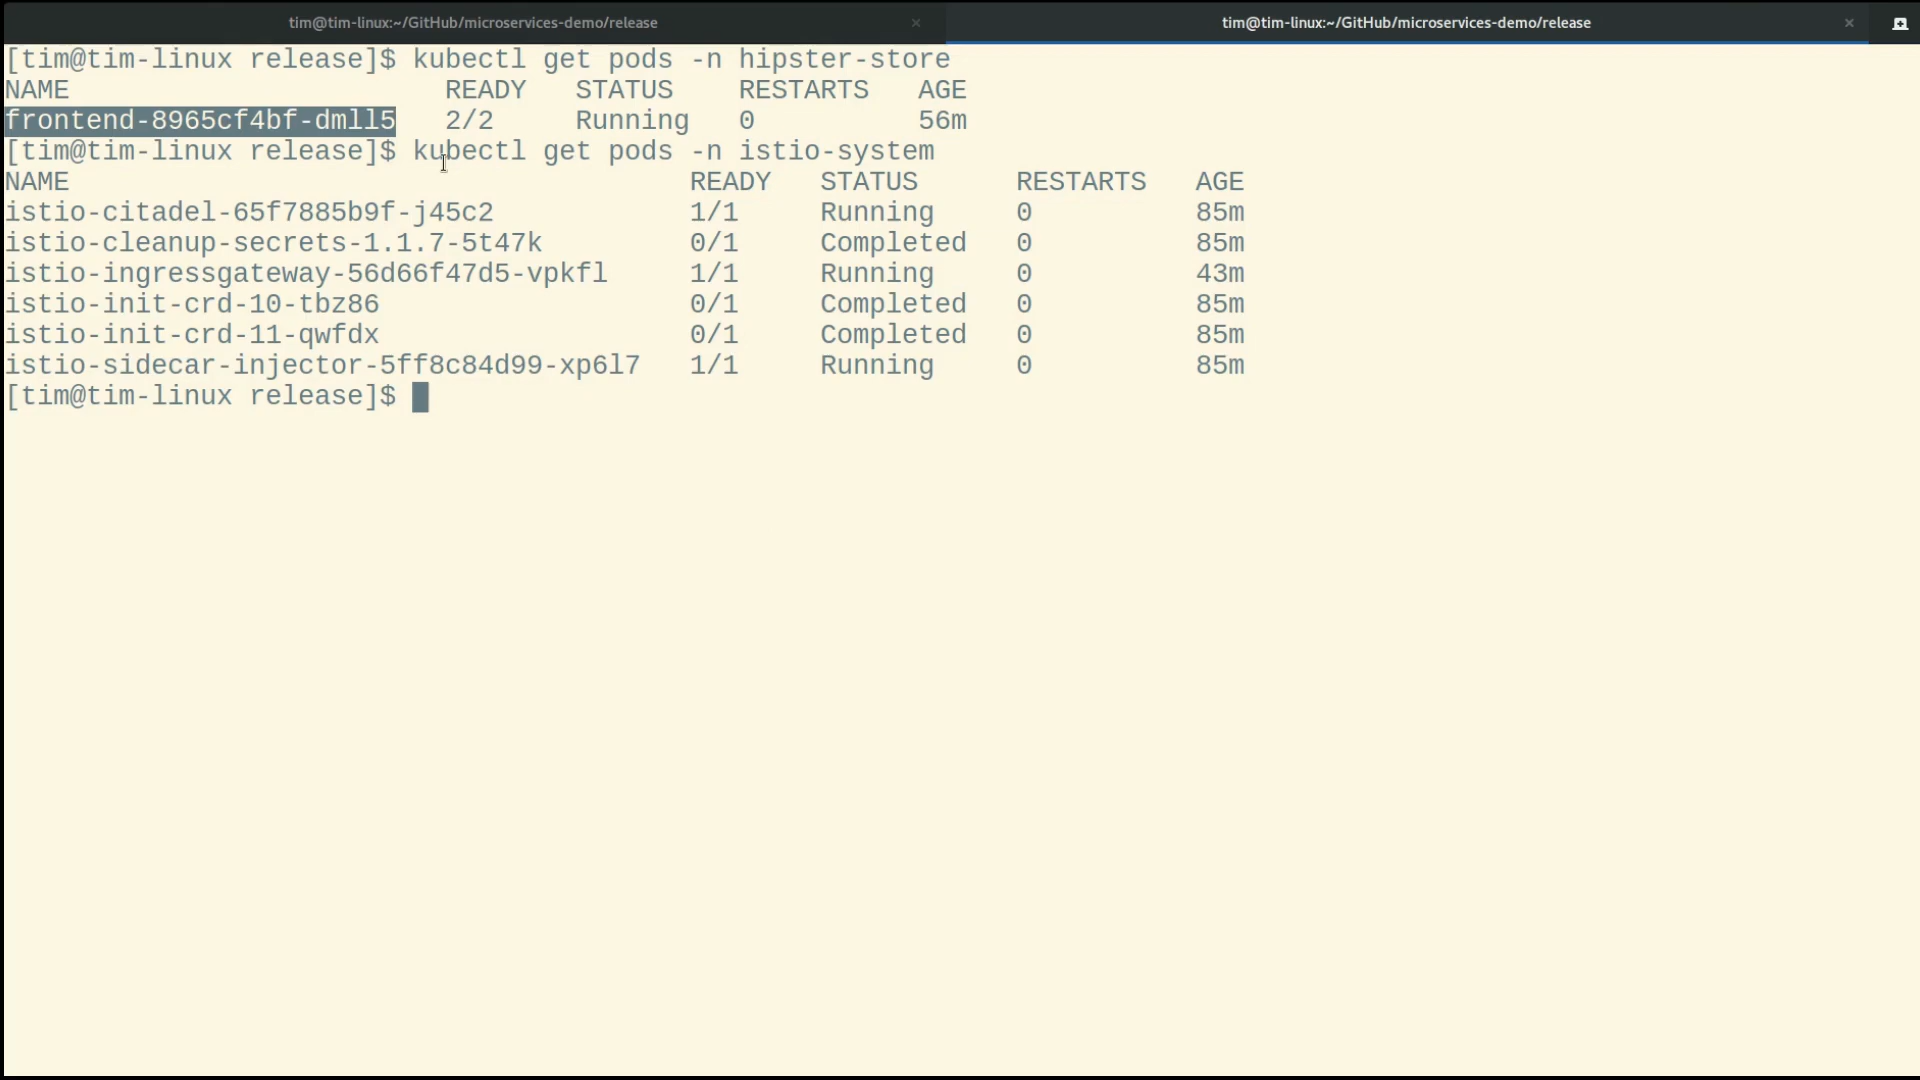 tim@tim-linux:~/GitHub/microservices-demo/release × tim@tim-linux:~/GitHub/microservices-demo/release ×
[tim@tim-linux release]$ kubectl get pods -n hipster-store
NAME READY STATUS RESTARTS AGE
frontend-8965cf4bf-dmll5 2/2 Running 0 56m
[tim@tim-linux release]$ kubectl get pods -n istio-system
NAME READY STATUS RESTARTS AGE
istio-citadel-65f7885b9f-j45c2 1/1 Running 0 85m
istio-cleanup-secrets-1.1.7-5t47k 0/1 Completed 0 85m
istio-ingressgateway-56d66f47d5-vpkfl 1/1 Running 0 43m
istio-init-crd-10-tbz86 0/1 Completed 0 85m
istio-init-crd-11-qwfdx 0/1 Completed 0 85m
istio-sidecar-injector-5ff8c84d99-xp6l7 1/1 Running 0 85m
[tim@tim-linux release]$